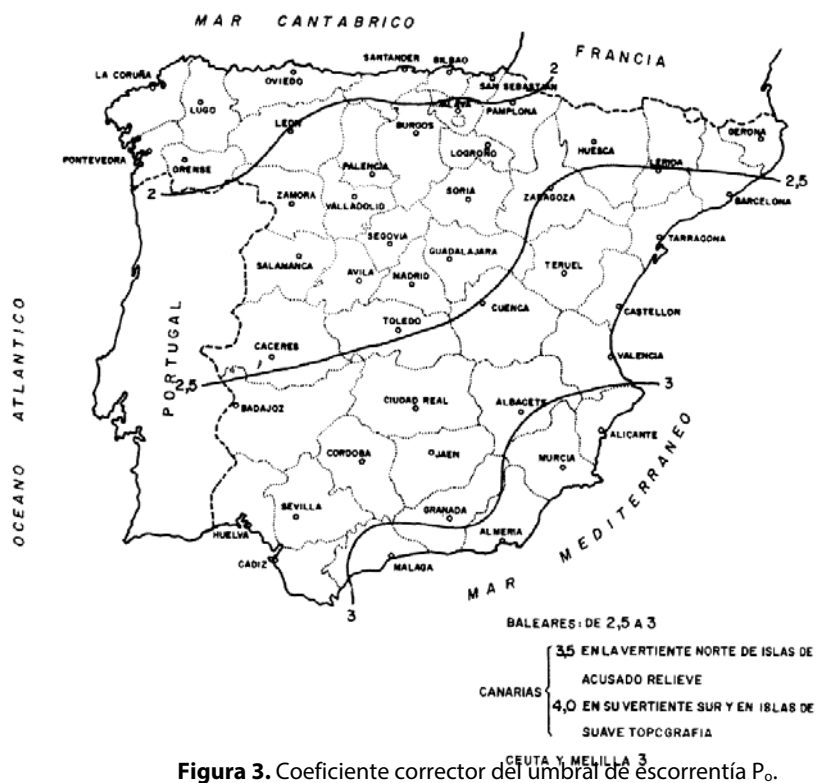 MAR CANTABRICO
FRANCIA
SANTANDER
BILBAO
LA CORUÑA
OVIEDO
SAN SEBASTIAN
2
LUGO
ALAVA
PAMPLONA
LEON
BURGOS
HUESCA
GERONA
PONTEVEDRA
ORENSE
LOGROÑO
PALENCIA
LERIDA
2
ZAMORA
VALLADOLID
SORIA
ZARAGOZA
2,5
BARCELONA
SEGOVIA
TARRAGONA
SALAMANCA
AVILA
MADRID
GUADALAJARA
TERUEL
CUENCA
CASTELLON
TOLEDO
CACERES
VALENCIA
PORTUGAL
2,5
3
OCEANO ATLANTICO
BADAJOZ
CIUDAD REAL
ALBACETE
ALICANTE
CORDOBA
JAEN
MURCIA
SEVILLA
GRANADA
HUELVA
ALMERIA
CADIZ
MALAGA
MAR MEDITERRANEO
3
BALEARES: DE 2,5 A 3
CANARIAS
3,5 EN LA VERTIENTE NORTE DE ISLAS DE
ACUSADO RELIEVE
4,0 EN SU VERTIENTE SUR Y EN ISLAS DE
SUAVE TOPOGRAFIA
CEUTA Y MELILLA 3
Figura 3. Coeficiente corrector del umbral de escorrentía Pₒ.